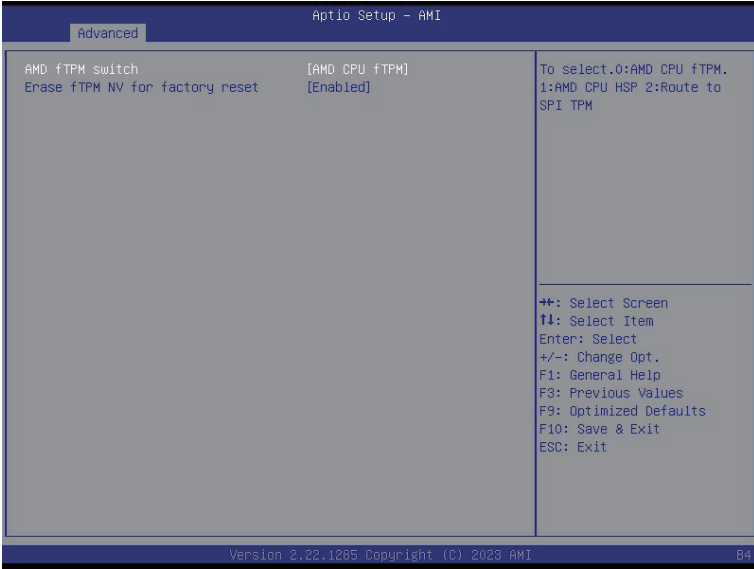 Aptio Setup – AMI
Advanced
AMD fTPM switch [AMD CPU fTPM]
Erase fTPM NV for factory reset [Enabled]
To select.0:AMD CPU fTPM.
1:AMD CPU HSP 2:Route to
SPI TPM
→←: Select Screen
↑↓: Select Item
Enter: Select
+/-: Change Opt.
F1: General Help
F3: Previous Values
F9: Optimized Defaults
F10: Save & Exit
ESC: Exit
Version 2.22.1285 Copyright (C) 2023 AMI
B4